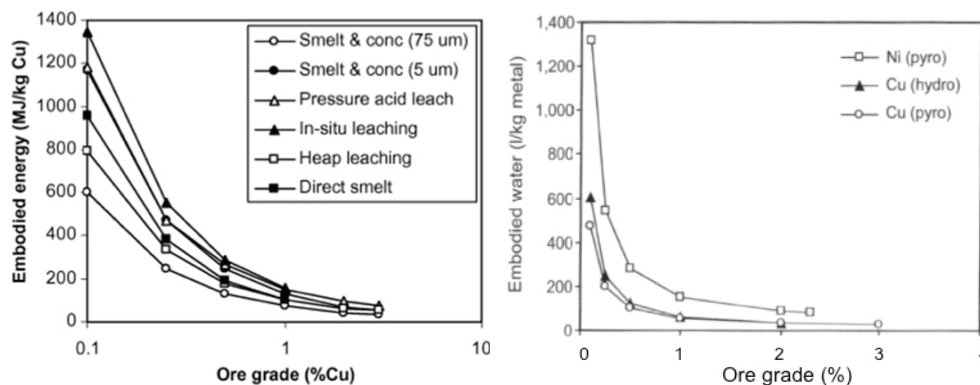 Embodied energy (MJ/kg Cu)
1400
1200
1000
800
600
400
200
0
0.1
1
10
Ore grade (%Cu)
Smelt & conc (75 um)
Smelt & conc (5 um)
Pressure acid leach
In-situ leaching
Heap leaching
Direct smelt
Embodied water (l/kg metal)
1,400
1,200
1,000
800
600
400
200
0
0
1
2
3
Ore grade (%)
Ni (pyro)
Cu (hydro)
Cu (pyro)